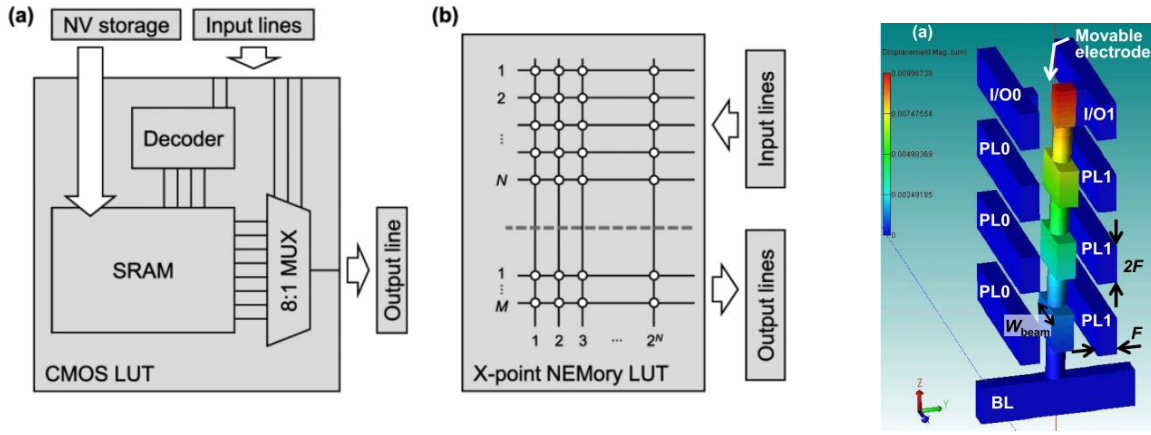 (a)
NV storage
Input lines
Decoder
SRAM
8:1 MUX
Output line
CMOS LUT
(b)
1
2
...
N
1
...
M
1 2 3 ... 2^N
X-point NEMory LUT
Input lines
Output lines
(a)
Movable
electrode
Displacement Mag. (um)
0.00996738
0.00747554
0.00499369
0.00249185
0
I/O0
I/O1
PL0
PL1
PL0
PL1
2F
PL0
PL1
W_beam
F
BL
Z
Y